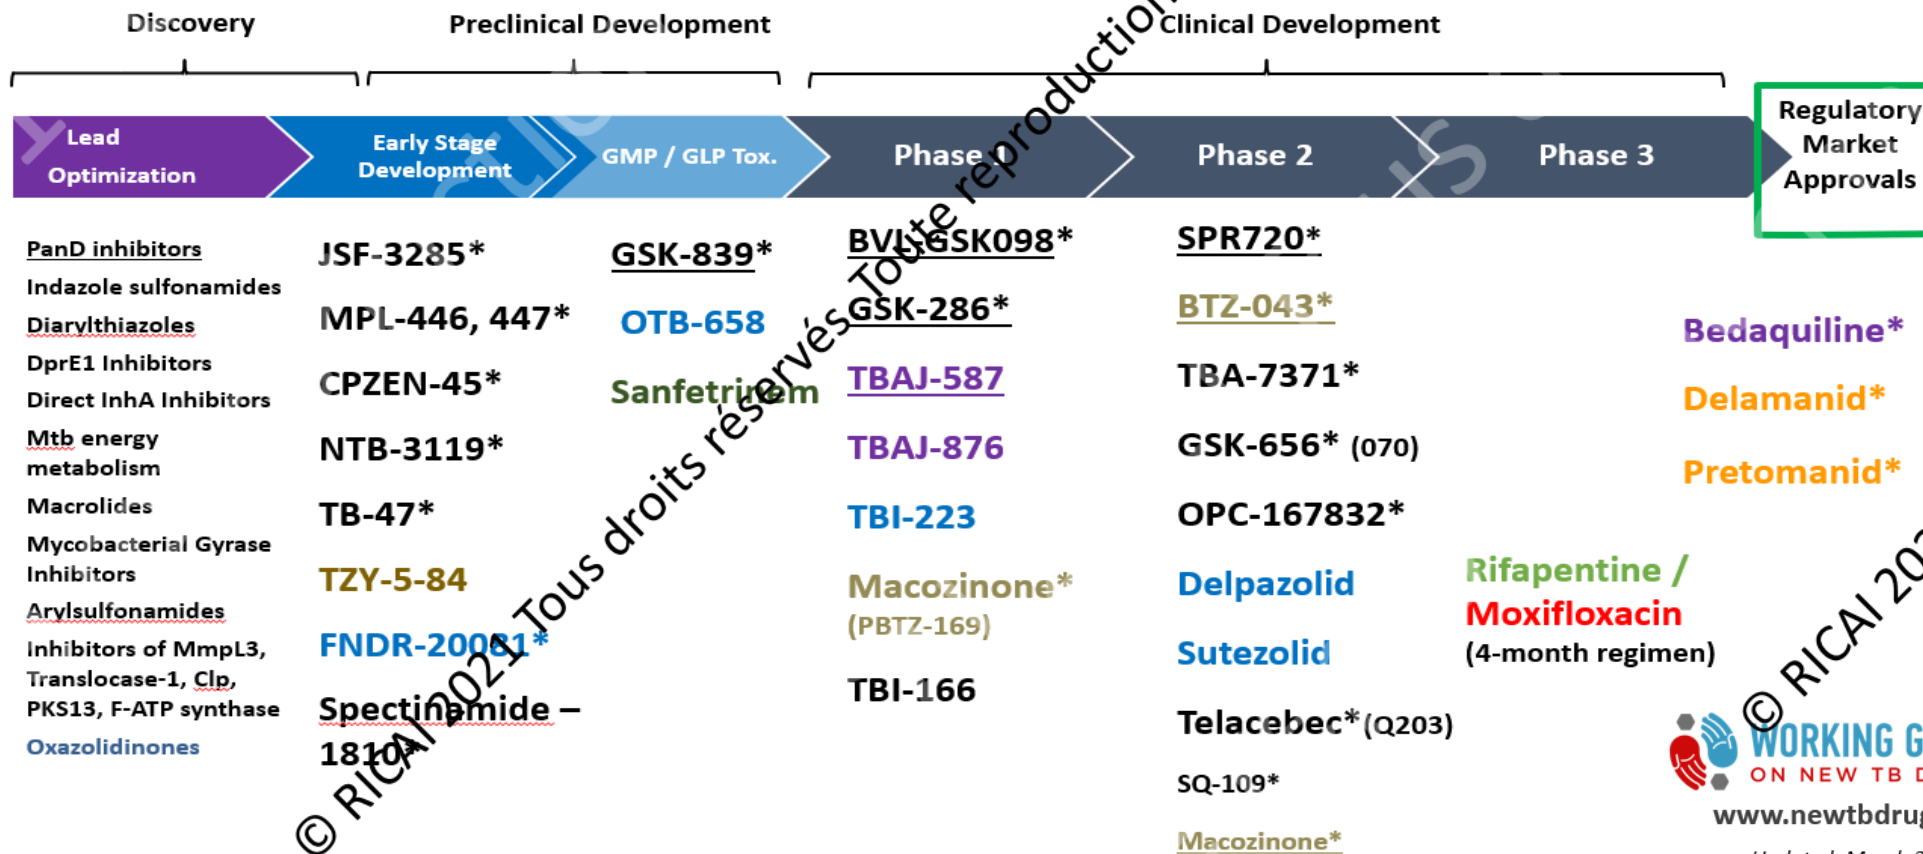 Discovery
Preclinical Development
Clinical Development
Lead
Optimization
Early Stage
Development
GMP / GLP Tox.
Phase 1
Phase 2
Phase 3
Regulatory
Market
Approvals
PanD inhibitors
Indazole sulfonamides
Diarylthiazoles
DprE1 Inhibitors
Direct InhA Inhibitors
Mtb energy
metabolism
Macrolides
Mycobacterial Gyrase
Inhibitors
Arylsulfonamides
Inhibitors of MmpL3,
Translocase-1, Clp,
PKS13, F-ATP synthase
Oxazolidinones
JSF-3285*
MPL-446, 447*
CPZEN-45*
NTB-3119*
TB-47*
TZY-5-84
FNDR-20081*
Spectinamide –
1810*
GSK-839*
OTB-658
Sanfetrinem
BVL-GSK098*
GSK-286*
TBAJ-587
TBAJ-876
TBI-223
Macozinone*
(PBTZ-169)
TBI-166
SPR720*
BTZ-043*
TBA-7371*
GSK-656* (070)
OPC-167832*
Delpazolid
Sutezolid
Telacebec*(Q203)
SQ-109*
Macozinone*
Rifapentine /
Moxifloxacin
(4-month regimen)
Bedaquiline*
Delamanid*
Pretomanid*
WORKING G
ON NEW TB D
www.newtbdrug
© RICAI 2021 Tous droits réservés Toute reproduction
© RICAI 202